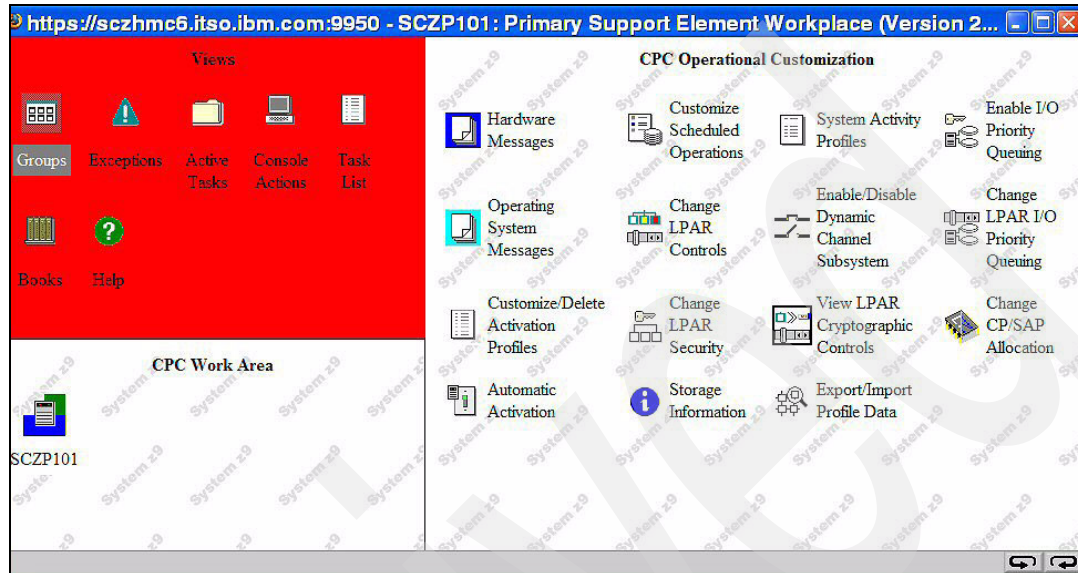 https://sczhmc6.itso.ibm.com:9950 - SCZP101: Primary Support Element Workplace (Version 2...
Views
Groups
Exceptions
Active
Tasks
Console
Actions
Task
List
Books
Help
CPC Work Area
SCZP101
CPC Operational Customization
Hardware
Messages
Customize
Scheduled
Operations
System Activity
Profiles
Enable I/O
Priority
Queuing
Operating
System
Messages
Change
LPAR
Controls
Enable/Disable
Dynamic
Channel
Subsystem
Change
LPAR I/O
Priority
Queuing
Customize/Delete
Activation
Profiles
Change
LPAR
Security
View LPAR
Cryptographic
Controls
Change
CP/SAP
Allocation
Automatic
Activation
Storage
Information
Export/Import
Profile Data
System z9